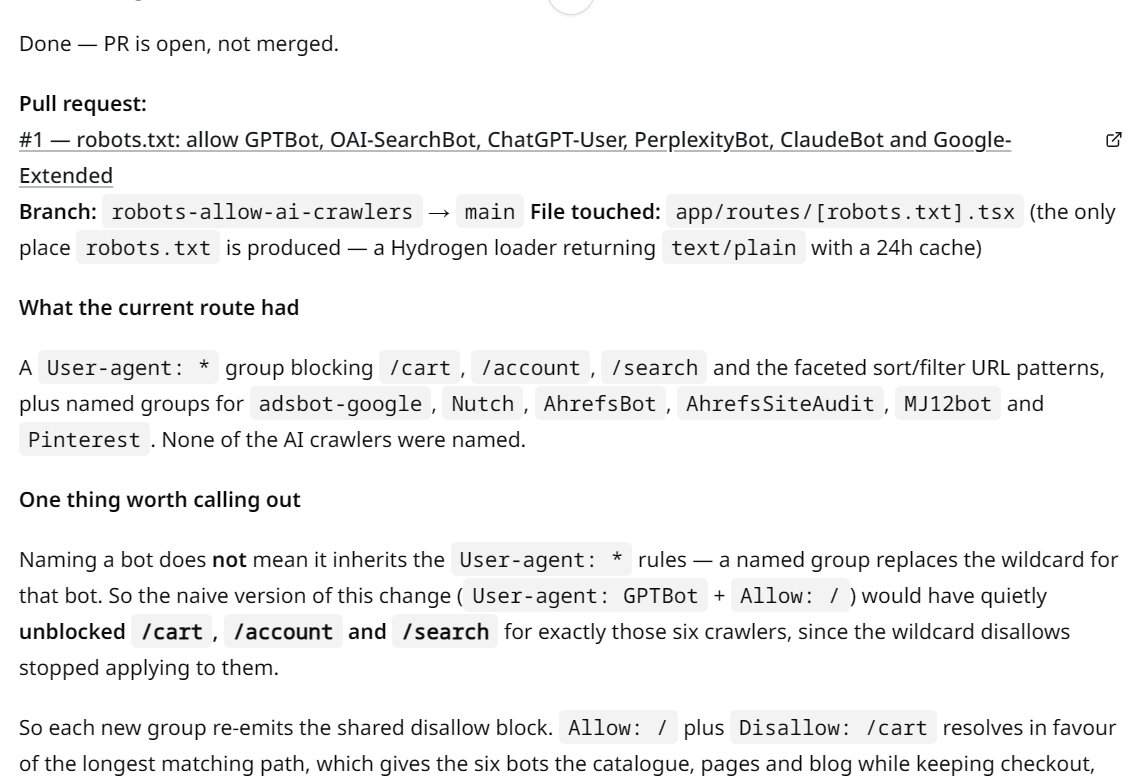 Done — PR is open, not merged.
Pull request:
#1 — robots.txt: allow GPTBot, OAI-SearchBot, ChatGPT-User, PerplexityBot, ClaudeBot and Google-
Extended
Branch: robots-allow-ai-crawlers → main File touched: app/routes/[robots.txt].tsx (the only
place robots.txt is produced — a Hydrogen loader returning text/plain with a 24h cache)
What the current route had
A User-agent: * group blocking /cart, /account, /search and the faceted sort/filter URL patterns,
plus named groups for adsbot-google, Nutch, AhrefsBot, AhrefsSiteAudit, MJ12bot and
Pinterest. None of the AI crawlers were named.
One thing worth calling out
Naming a bot does not mean it inherits the User-agent: * rules — a named group replaces the wildcard for
that bot. So the naive version of this change (User-agent: GPTBot + Allow: /) would have quietly
unblocked /cart, /account and /search for exactly those six crawlers, since the wildcard disallows
stopped applying to them.
So each new group re-emits the shared disallow block. Allow: / plus Disallow: /cart resolves in favour
of the longest matching path, which gives the six bots the catalogue, pages and blog while keeping checkout,